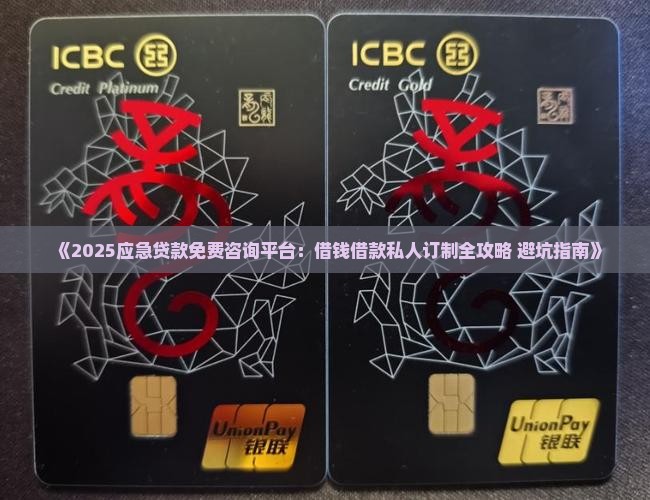 ICBC
Credit Platinum
ICBC
Credit Gold
《2025应急贷款免费咨询平台：借钱借款私人订制全攻略 避坑指南》
UnionPay
银联
UnionPay
银联